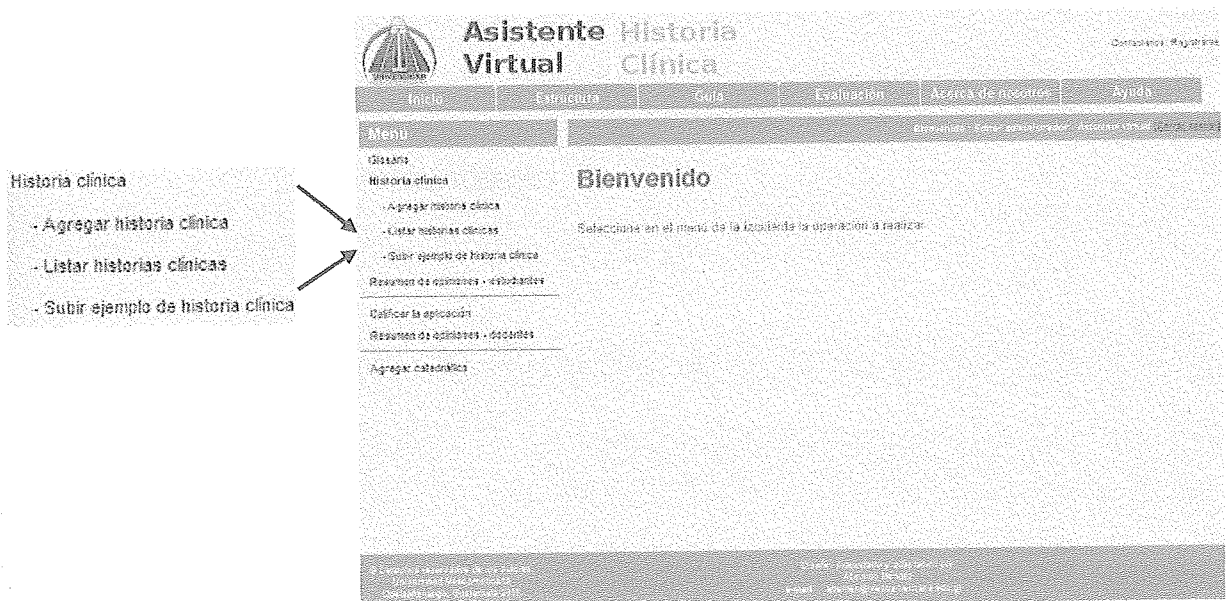 Asistente Historia
Virtual Clínica
Inicio Estructura Guía Evaluación Acerca de nosotros Ayuda
Menú
Glosario
Historia clínica
- Agregar historia clínica
- Listar historias clínicas
- Subir ejemplo de historia clínica
Resumen de opiniones - estudiantes
Calificar la aplicación
Resumen de opiniones - docentes
Agregar catedrático
Bienvenido
Seleccione en el menú de la izquierda la operación a realizar
Historia clínica
- Agregar historia clínica
- Listar historias clínicas
- Subir ejemplo de historia clínica